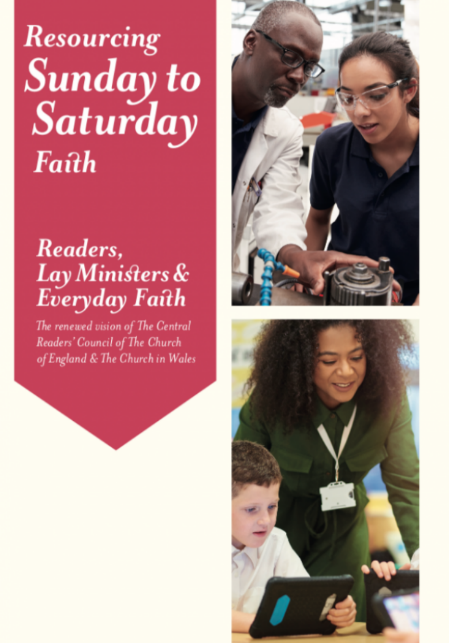 Resourcing
Sunday to
Saturday
Faith
Readers,
Lay Ministers &
Everyday Faith
The renewed vision of The Central
Readers' Council of The Church
of England & The Church in Wales